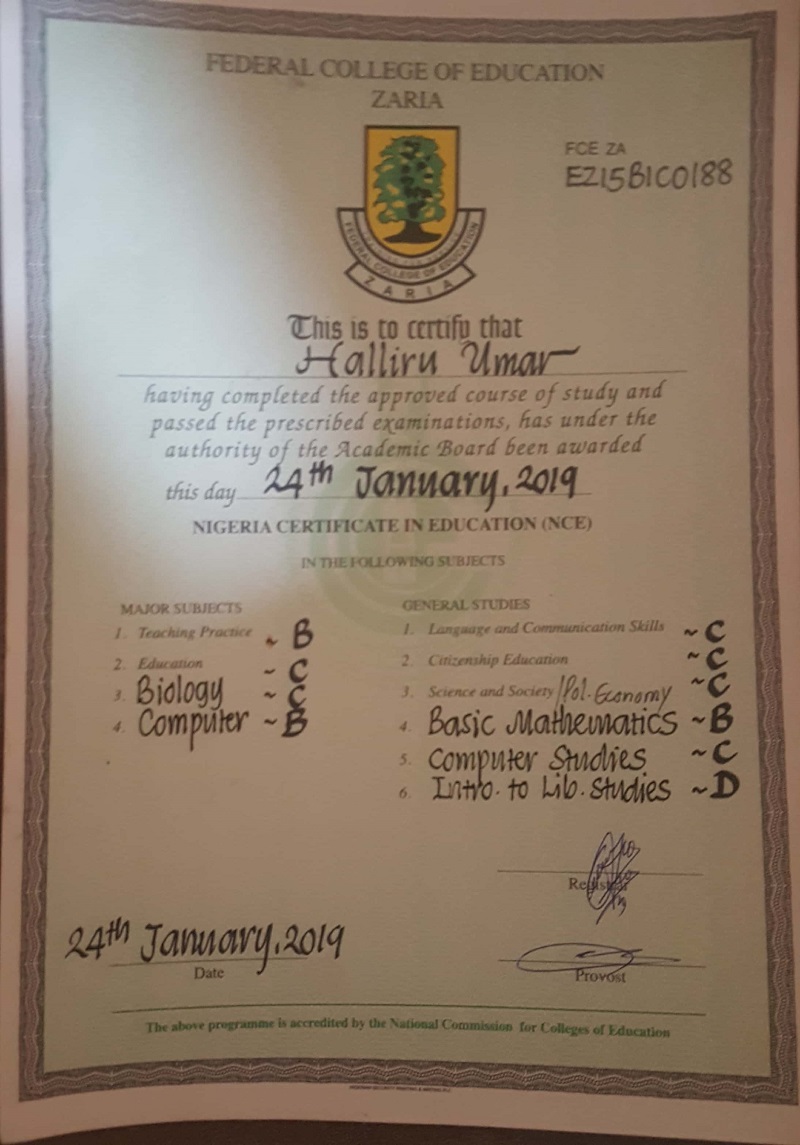 FEDERAL COLLEGE OF EDUCATION
ZARIA
FCE ZA
EZ15BICO188
FEDERAL COLLEGE OF EDUCATION
ZARIA
This is to certify that
Halliru Umar
having completed the approved course of study and
passed the prescribed examinations, has under the
authority of the Academic Board been awarded
this day 24th January, 2019
NIGERIA CERTIFICATE IN EDUCATION (NCE)
IN THE FOLLOWING SUBJECTS
MAJOR SUBJECTS
1. Teaching Practice ~ B
2. Education ~ C
3. Biology ~ C
4. Computer ~ B
GENERAL STUDIES
1. Language and Communication Skills ~ C
2. Citizenship Education ~ C
3. Science and Society/Pol. Economy ~ C
4. Basic Mathematics ~ B
5. Computer Studies ~ C
6. Intro. to Lib. Studies ~ D
Registrar
24th January, 2019
Date
Provost
The above programme is accredited by the National Commission for Colleges of Education